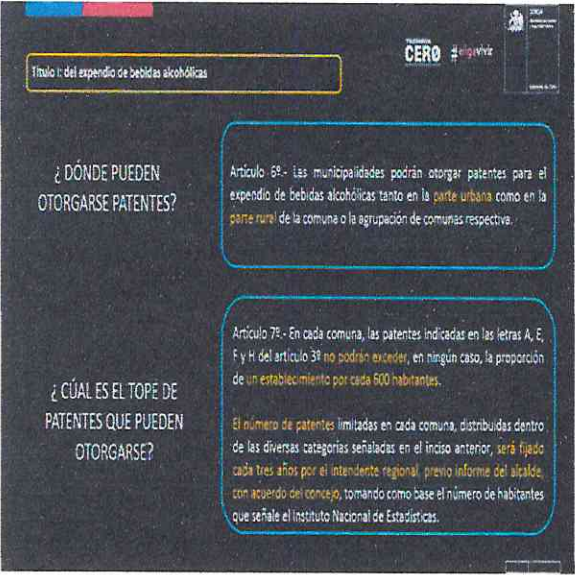 TOLERANCIA
CERO #eligevivir
SENDA
Título I: del expendio de bebidas alcohólicas
¿ DÓNDE PUEDEN
OTORGARSE PATENTES?
Artículo 6º.- Las municipalidades podrán otorgar patentes para el
expendio de bebidas alcohólicas tanto en la parte urbana como en la
parte rural de la comuna o la agrupación de comunas respectiva.
¿ CÚAL ES EL TOPE DE
PATENTES QUE PUEDEN
OTORGARSE?
Artículo 7º.- En cada comuna, las patentes indicadas en las letras A, E,
F y H del artículo 3º no podrán exceder, en ningún caso, la proporción
de un establecimiento por cada 600 habitantes.
El número de patentes limitadas en cada comuna, distribuidas dentro
de las diversas categorías señaladas en el inciso anterior, será fijado
cada tres años por el intendente regional, previo informe del alcalde,
con acuerdo del concejo, tomando como base el número de habitantes
que señale el Instituto Nacional de Estadísticas.